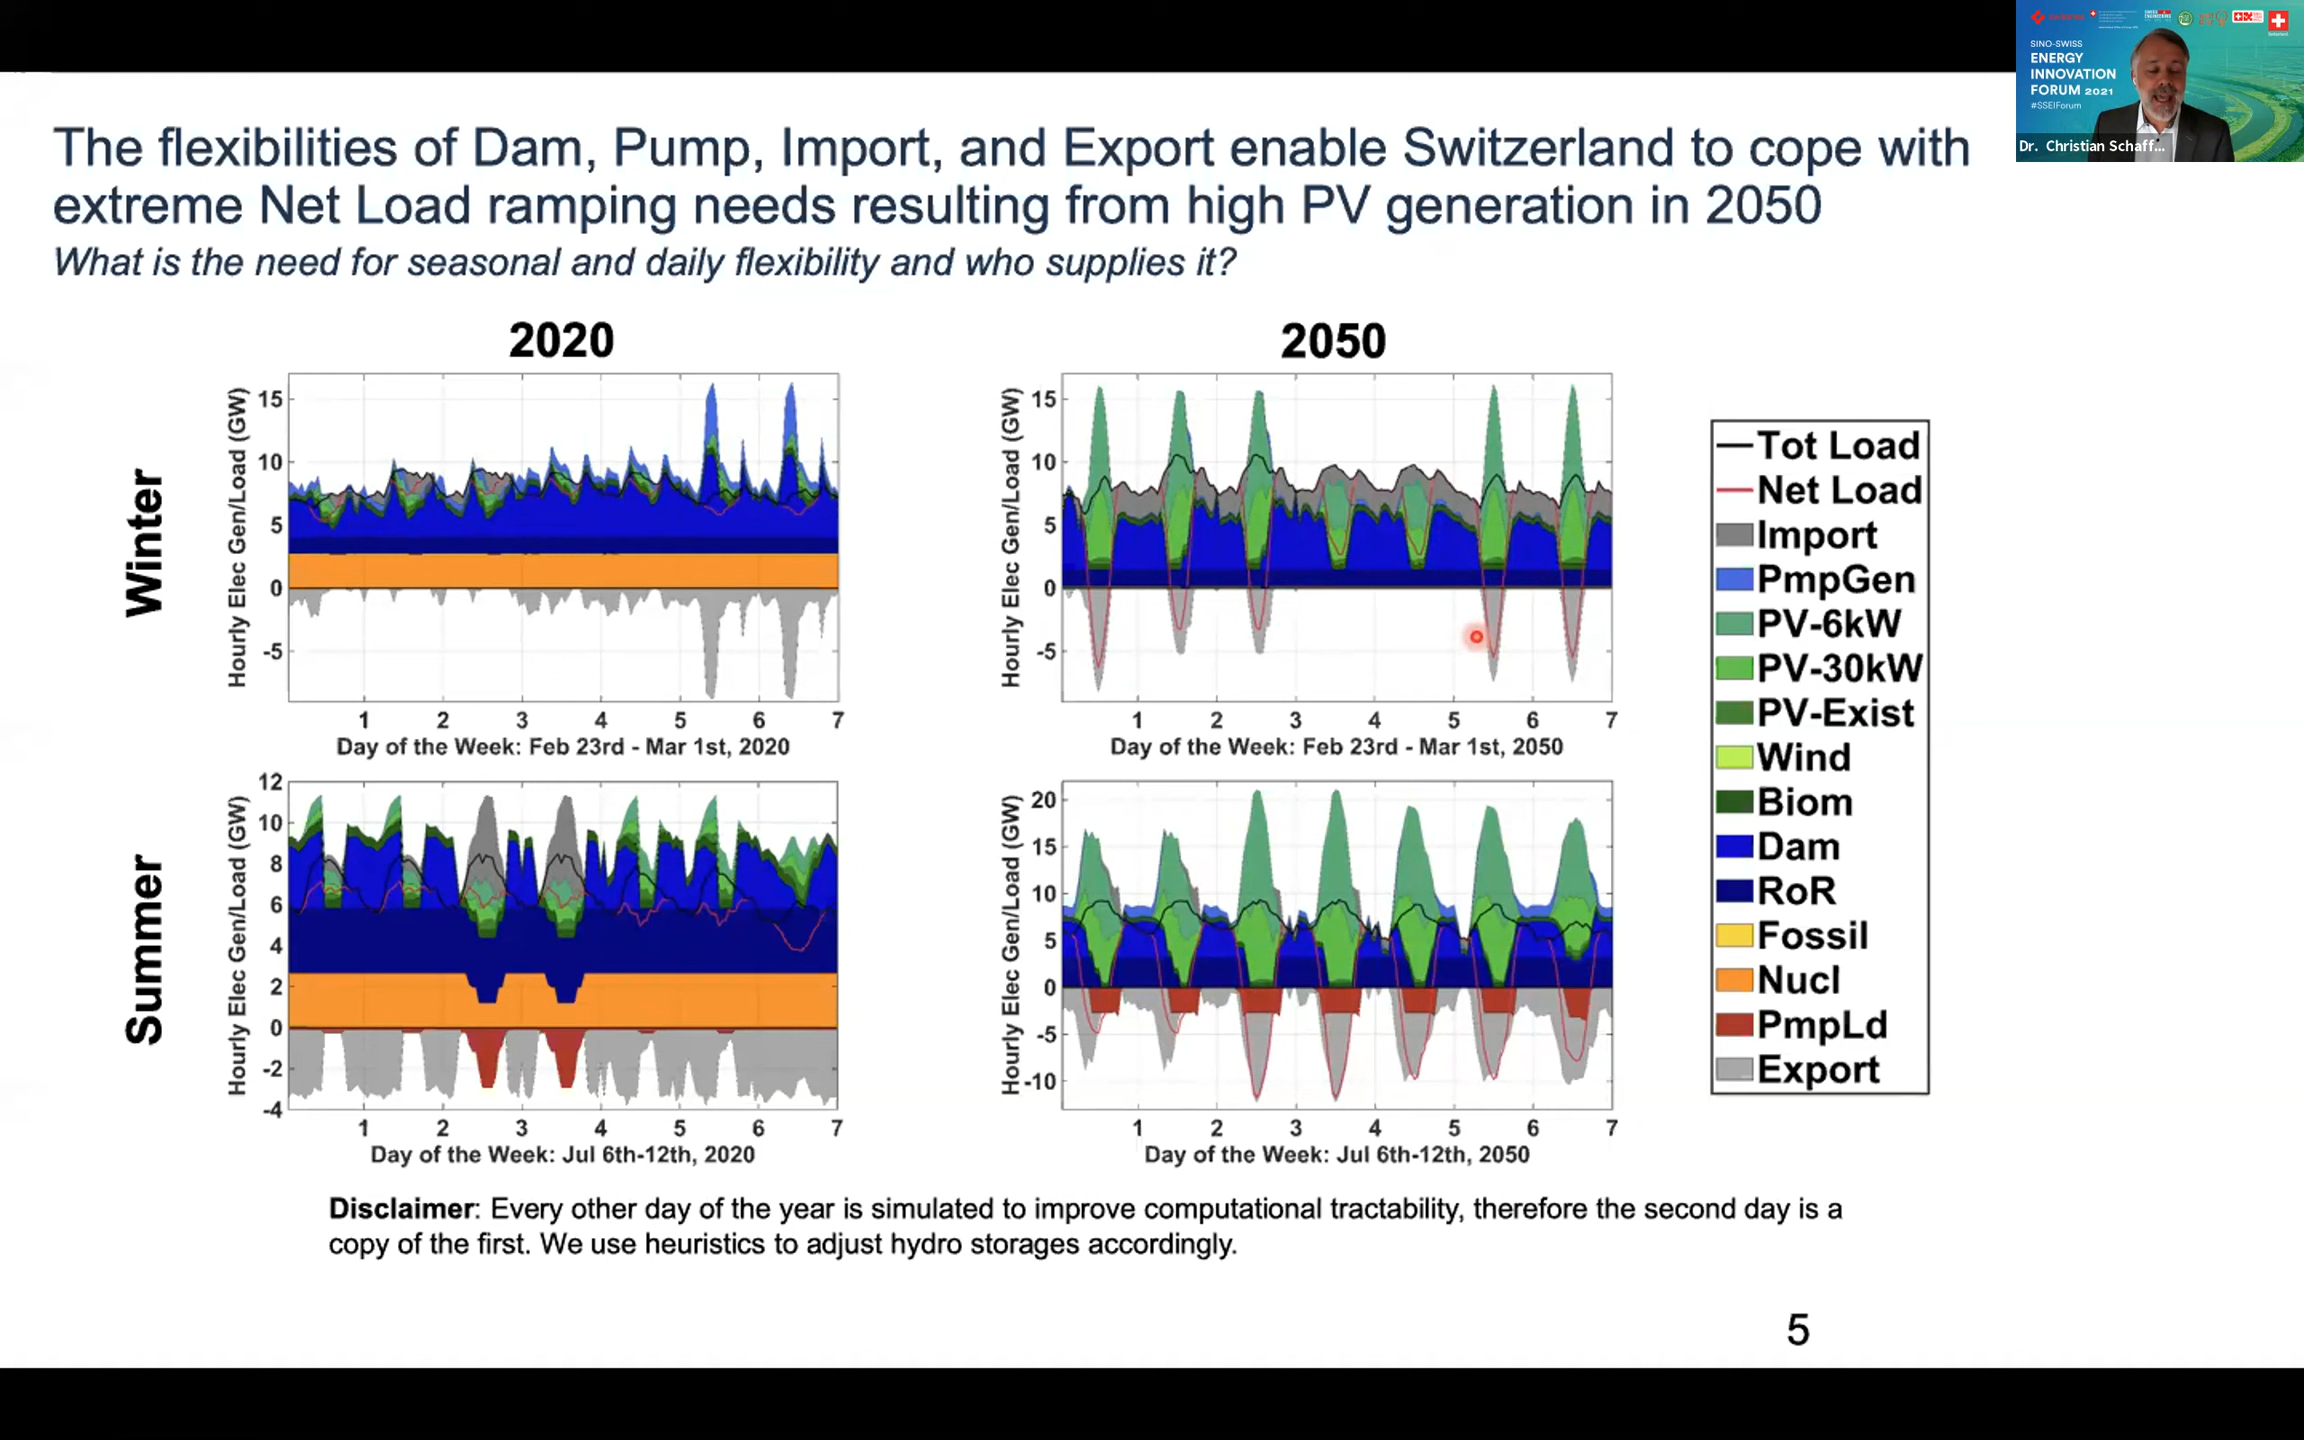 SINO-SWISS
ENERGY
INNOVATION
FORUM 2021
#SSEIForum
Dr. Christian Schaff...
The flexibilities of Dam, Pump, Import, and Export enable Switzerland to cope with
extreme Net Load ramping needs resulting from high PV generation in 2050
What is the need for seasonal and daily flexibility and who supplies it?
2020
2050
Winter
Hourly Elec Gen/Load (GW)
15
10
5
0
-5
1 2 3 4 5 6 7
Day of the Week: Feb 23rd - Mar 1st, 2020
Hourly Elec Gen/Load (GW)
15
10
5
0
-5
1 2 3 4 5 6 7
Day of the Week: Feb 23rd - Mar 1st, 2050
Summer
Hourly Elec Gen/Load (GW)
12
10
8
6
4
2
0
-2
-4
1 2 3 4 5 6 7
Day of the Week: Jul 6th-12th, 2020
Hourly Elec Gen/Load (GW)
20
15
10
5
0
-5
-10
1 2 3 4 5 6 7
Day of the Week: Jul 6th-12th, 2050
Tot Load
Net Load
Import
PmpGen
PV-6kW
PV-30kW
PV-Exist
Wind
Biom
Dam
RoR
Fossil
Nucl
PmpLd
Export
Disclaimer: Every other day of the year is simulated to improve computational tractability, therefore the second day is a
copy of the first. We use heuristics to adjust hydro storages accordingly.
5